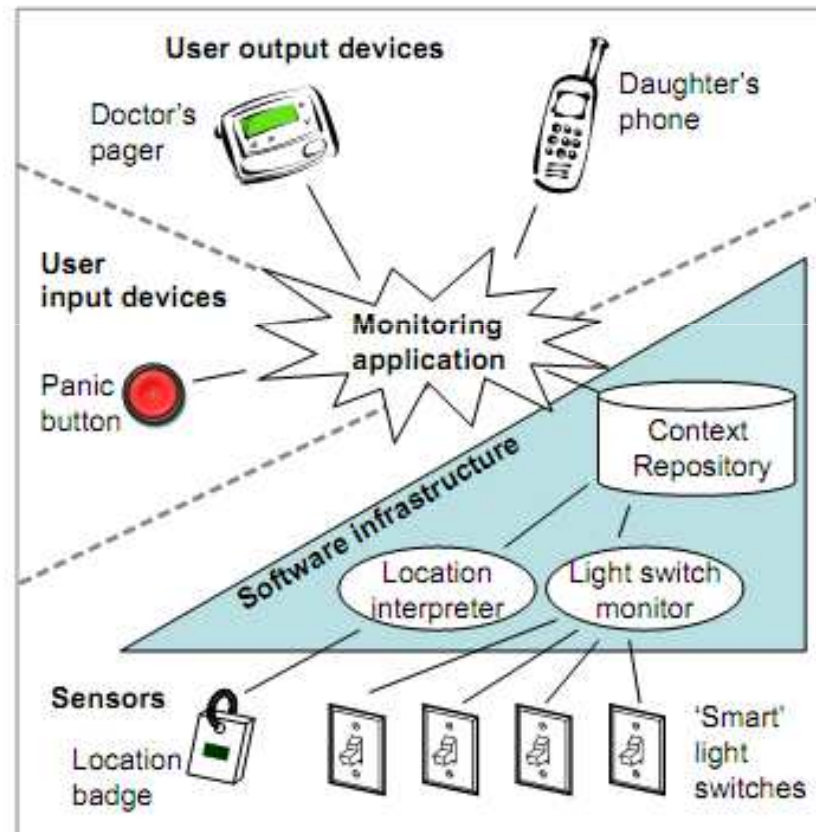 User output devices
Doctor's
pager
Daughter's
phone
User
input devices
Panic
button
Monitoring
application
Context
Repository
Software infrastructure
Location
interpreter
Light switch
monitor
Sensors
Location
badge
'Smart'
light
switches